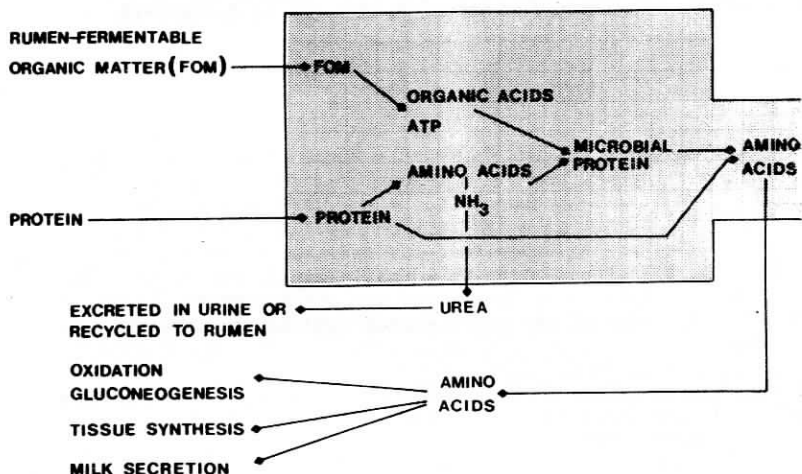 RUMEN-FERMENTABLE
ORGANIC MATTER (FOM)
FOM
ORGANIC ACIDS
ATP
MICROBIAL
PROTEIN
AMINO
ACIDS
AMINO ACIDS
NH3
PROTEIN
PROTEIN
EXCRETED IN URINE OR
RECYCLED TO RUMEN
UREA
OXIDATION
GLUCONEOGENESIS
AMINO
ACIDS
TISSUE SYNTHESIS
MILK SECRETION